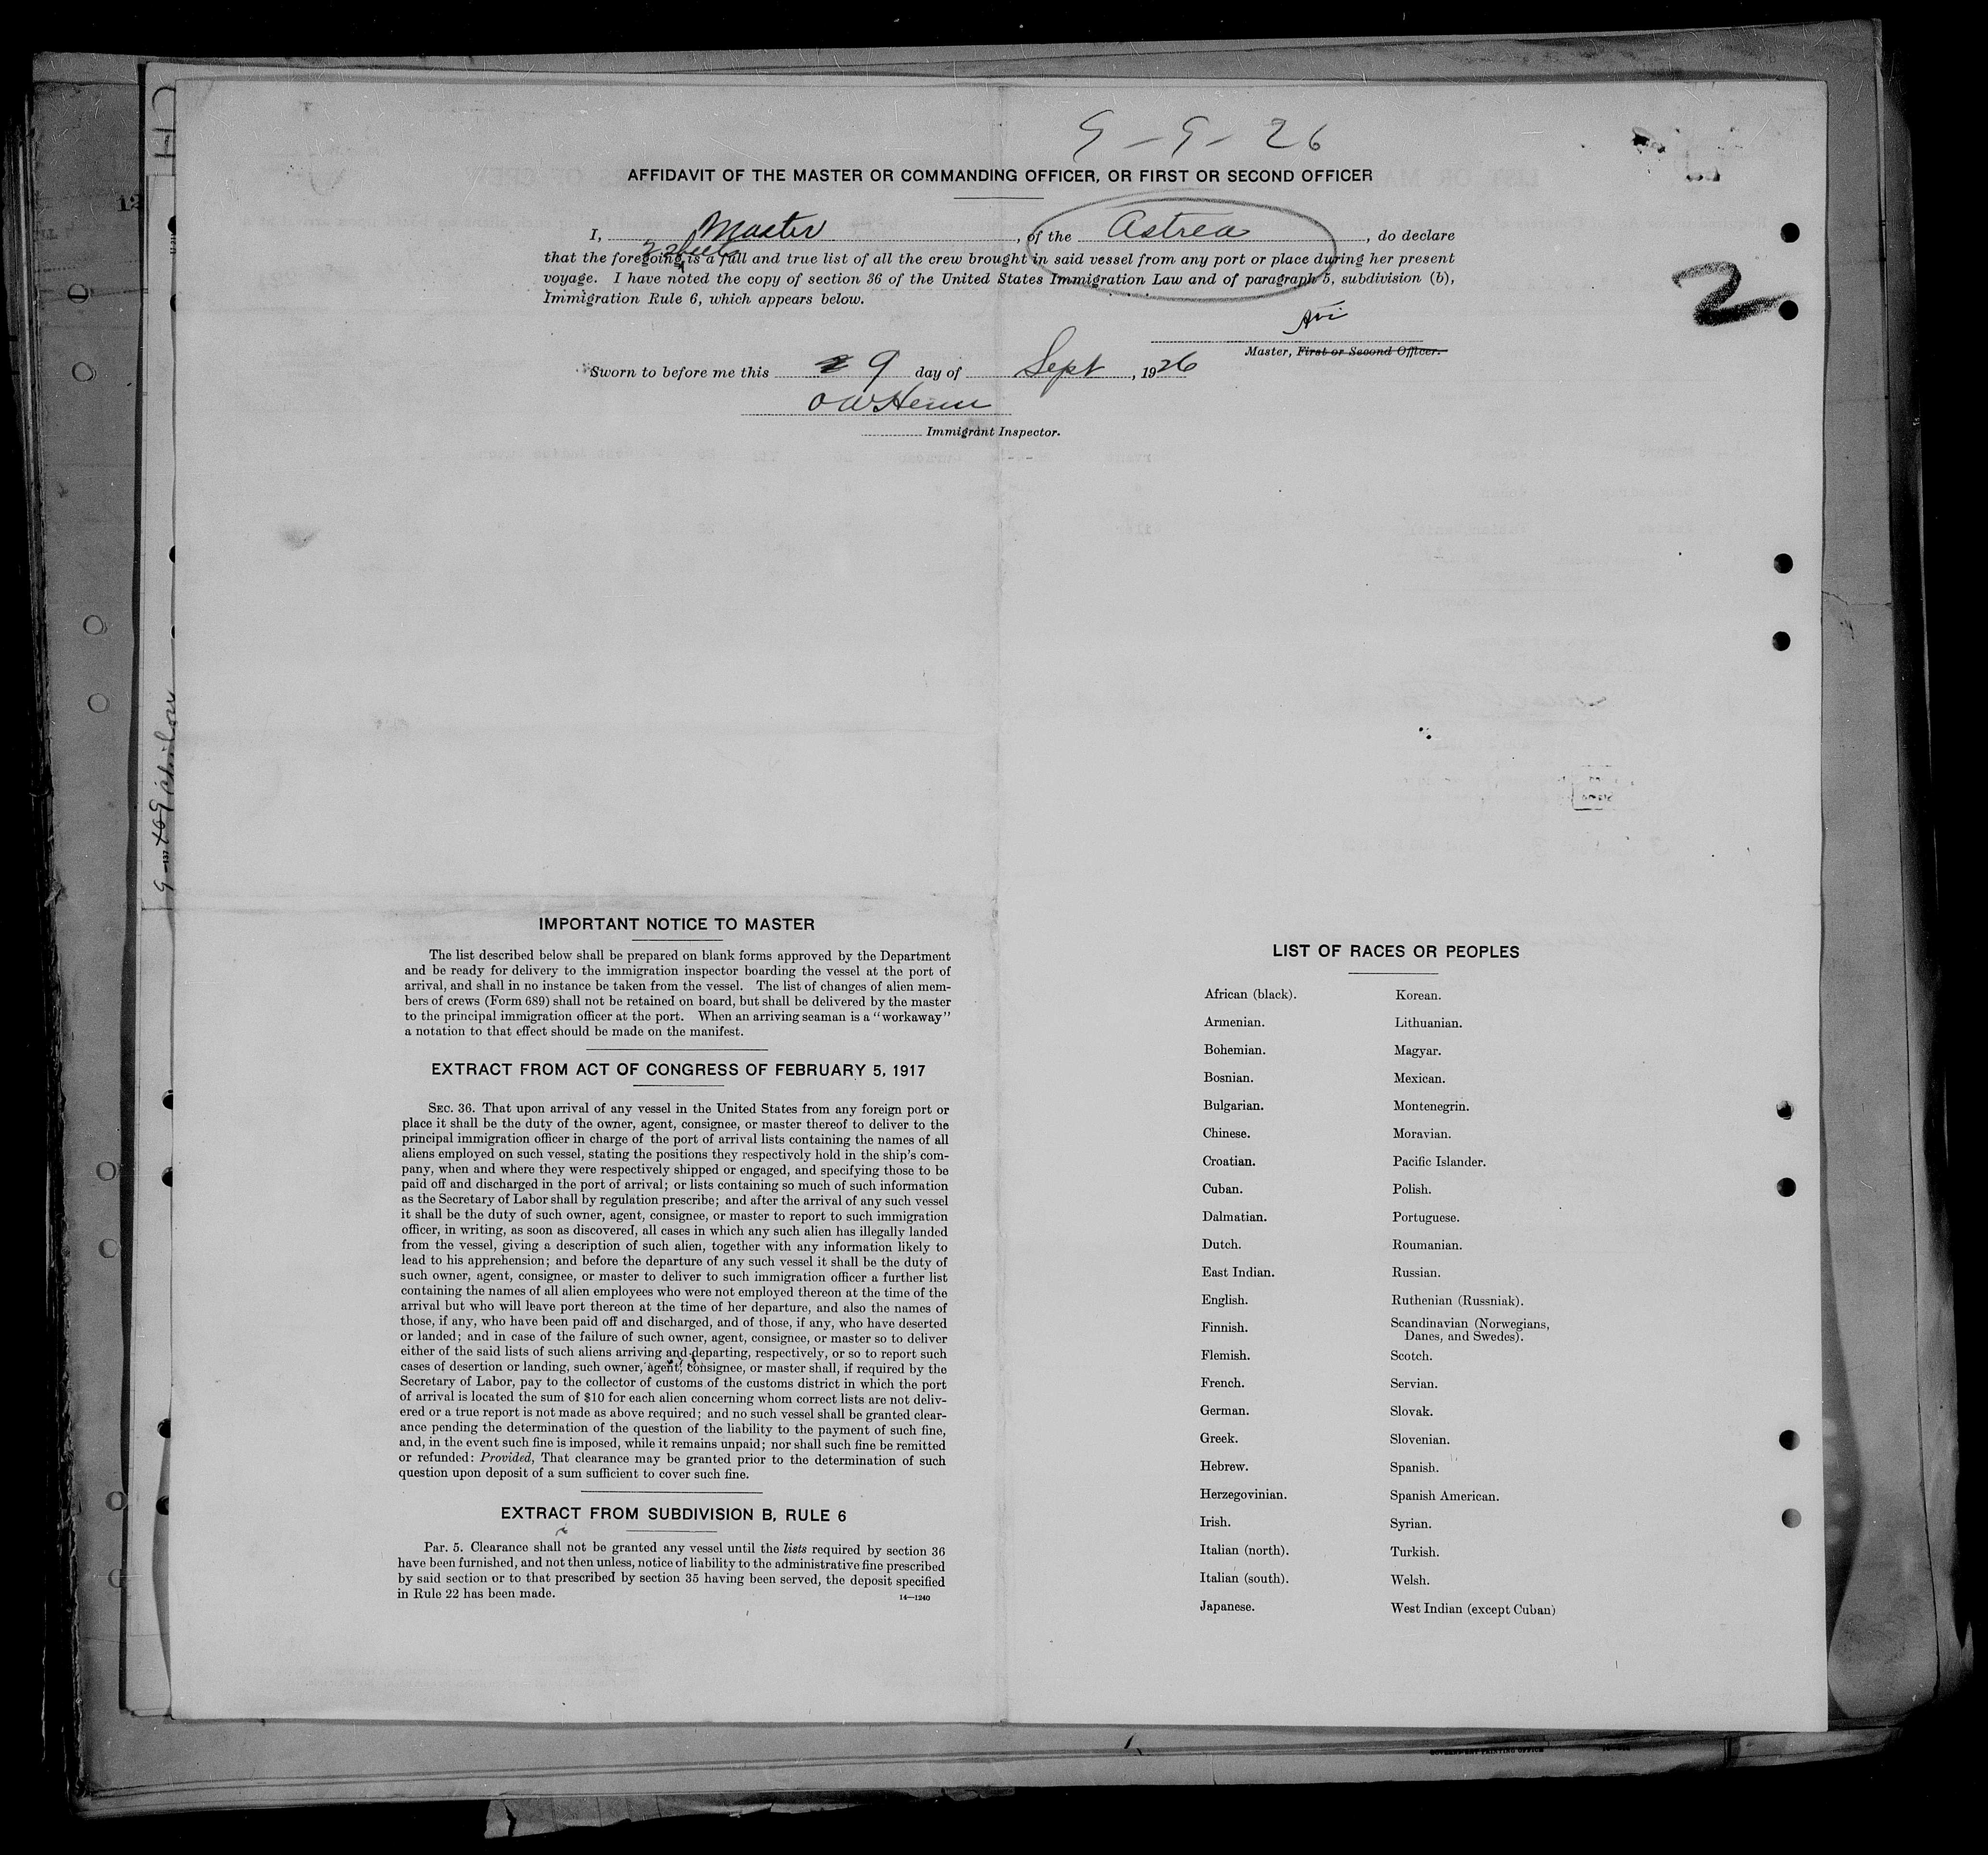 9-9-26
AFFIDAVIT OF THE MASTER OR COMMANDING OFFICER, OR FIRST OR SECOND OFFICER
I, Master, of the Astrea, do declare
3 sheets
that the foregoing is a full and true list of all the crew brought in said vessel from any port or place during her present
voyage. I have noted the copy of section 36 of the United States Immigration Law and of paragraph 5, subdivision (b),
Immigration Rule 6, which appears below.
2
Master, First or Second Officer.
Sworn to before me this 9 day of Sept, 1926
Immigrant Inspector.
IMPORTANT NOTICE TO MASTER
The list described below shall be prepared on blank forms approved by the Department
and be ready for delivery to the immigration inspector boarding the vessel at the port of
arrival, and shall in no instance be taken from the vessel. The list of changes of alien mem-
bers of crews (Form 689) shall not be retained on board, but shall be delivered by the master
to the principal immigration officer at the port. When an arriving seaman is a "workaway"
a notation to that effect should be made on the manifest.
EXTRACT FROM ACT OF CONGRESS OF FEBRUARY 5, 1917
SEC. 36. That upon arrival of any vessel in the United States from any foreign port or
place it shall be the duty of the owner, agent, consignee, or master thereof to deliver to the
principal immigration officer in charge of the port of arrival lists containing the names of all
aliens employed on such vessel, stating the positions they respectively hold in the ship's com-
pany, when and where they were respectively shipped or engaged, and specifying those to be
paid off and discharged in the port of arrival; or lists containing so much of such information
as the Secretary of Labor shall by regulation prescribe; and after the arrival of any such vessel
it shall be the duty of such owner, agent, consignee, or master to report to such immigration
officer, in writing, as soon as discovered, all cases in which any such alien has illegally landed
from the vessel, giving a description of such alien, together with any information likely to
lead to his apprehension; and before the departure of any such vessel it shall be the duty of
such owner, agent, consignee, or master to deliver to such immigration officer a further list
containing the names of all alien employees who were not employed thereon at the time of the
arrival but who will leave port thereon at the time of her departure, and also the names of
those, if any, who have been paid off and discharged, and of those, if any, who have deserted
or landed; and in case of the failure of such owner, agent, consignee, or master so to deliver
either of the said lists of such aliens arriving and departing, respectively, or so to report such
cases of desertion or landing, such owner, agent, consignee, or master shall, if required by the
Secretary of Labor, pay to the collector of customs of the customs district in which the port
of arrival is located the sum of $10 for each alien concerning whom correct lists are not deliv-
ered or a true report is not made as above required; and no such vessel shall be granted clear-
ance pending the determination of the question of the liability to the payment of such fine,
and, in the event such fine is imposed, while it remains unpaid; nor shall such fine be remitted
or refunded: Provided, That clearance may be granted prior to the determination of such
question upon deposit of a sum sufficient to cover such fine.
EXTRACT FROM SUBDIVISION B, RULE 6
Par. 5. Clearance shall not be granted any vessel until the lists required by section 36
have been furnished, and not then unless, notice of liability to the administrative fine prescribed
by said section or to that prescribed by section 35 having been served, the deposit specified
in Rule 22 has been made.
14—1240
LIST OF RACES OR PEOPLES
African (black).
Armenian.
Bohemian.
Bosnian.
Bulgarian.
Chinese.
Croatian.
Cuban.
Dalmatian.
Dutch.
East Indian.
English.
Finnish.
Flemish.
French.
German.
Greek.
Hebrew.
Herzegovinian.
Irish.
Italian (north).
Italian (south).
Japanese.
Korean.
Lithuanian.
Magyar.
Mexican.
Montenegrin.
Moravian.
Pacific Islander.
Polish.
Portuguese.
Roumanian.
Russian.
Ruthenian (Russniak).
Scandinavian (Norwegians,
Danes, and Swedes).
Scotch.
Servian.
Slovak.
Slovenian.
Spanish.
Spanish American.
Syrian.
Turkish.
Welsh.
West Indian (except Cuban)
GOVERNMENT PRINTING OFFICE